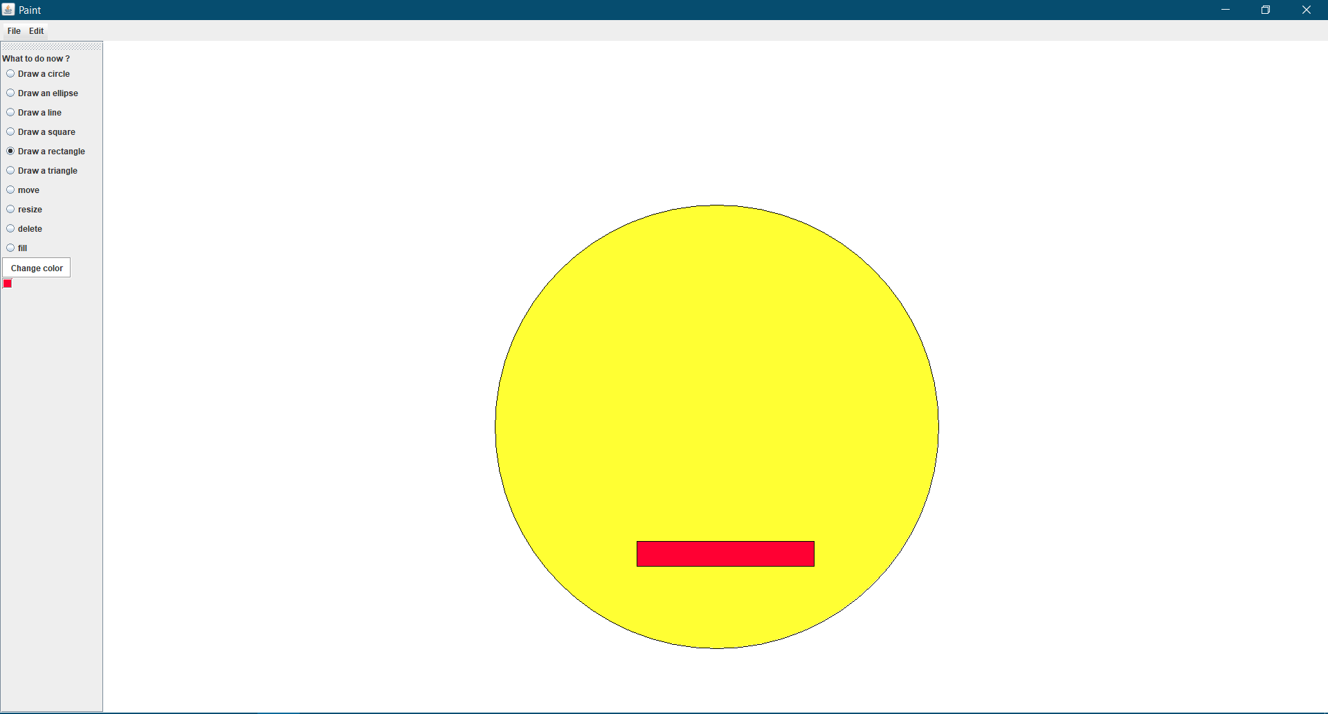 Paint
File Edit
What to do now ?
Draw a circle
Draw an ellipse
Draw a line
Draw a square
Draw a rectangle
Draw a triangle
move
resize
delete
fill
Change color